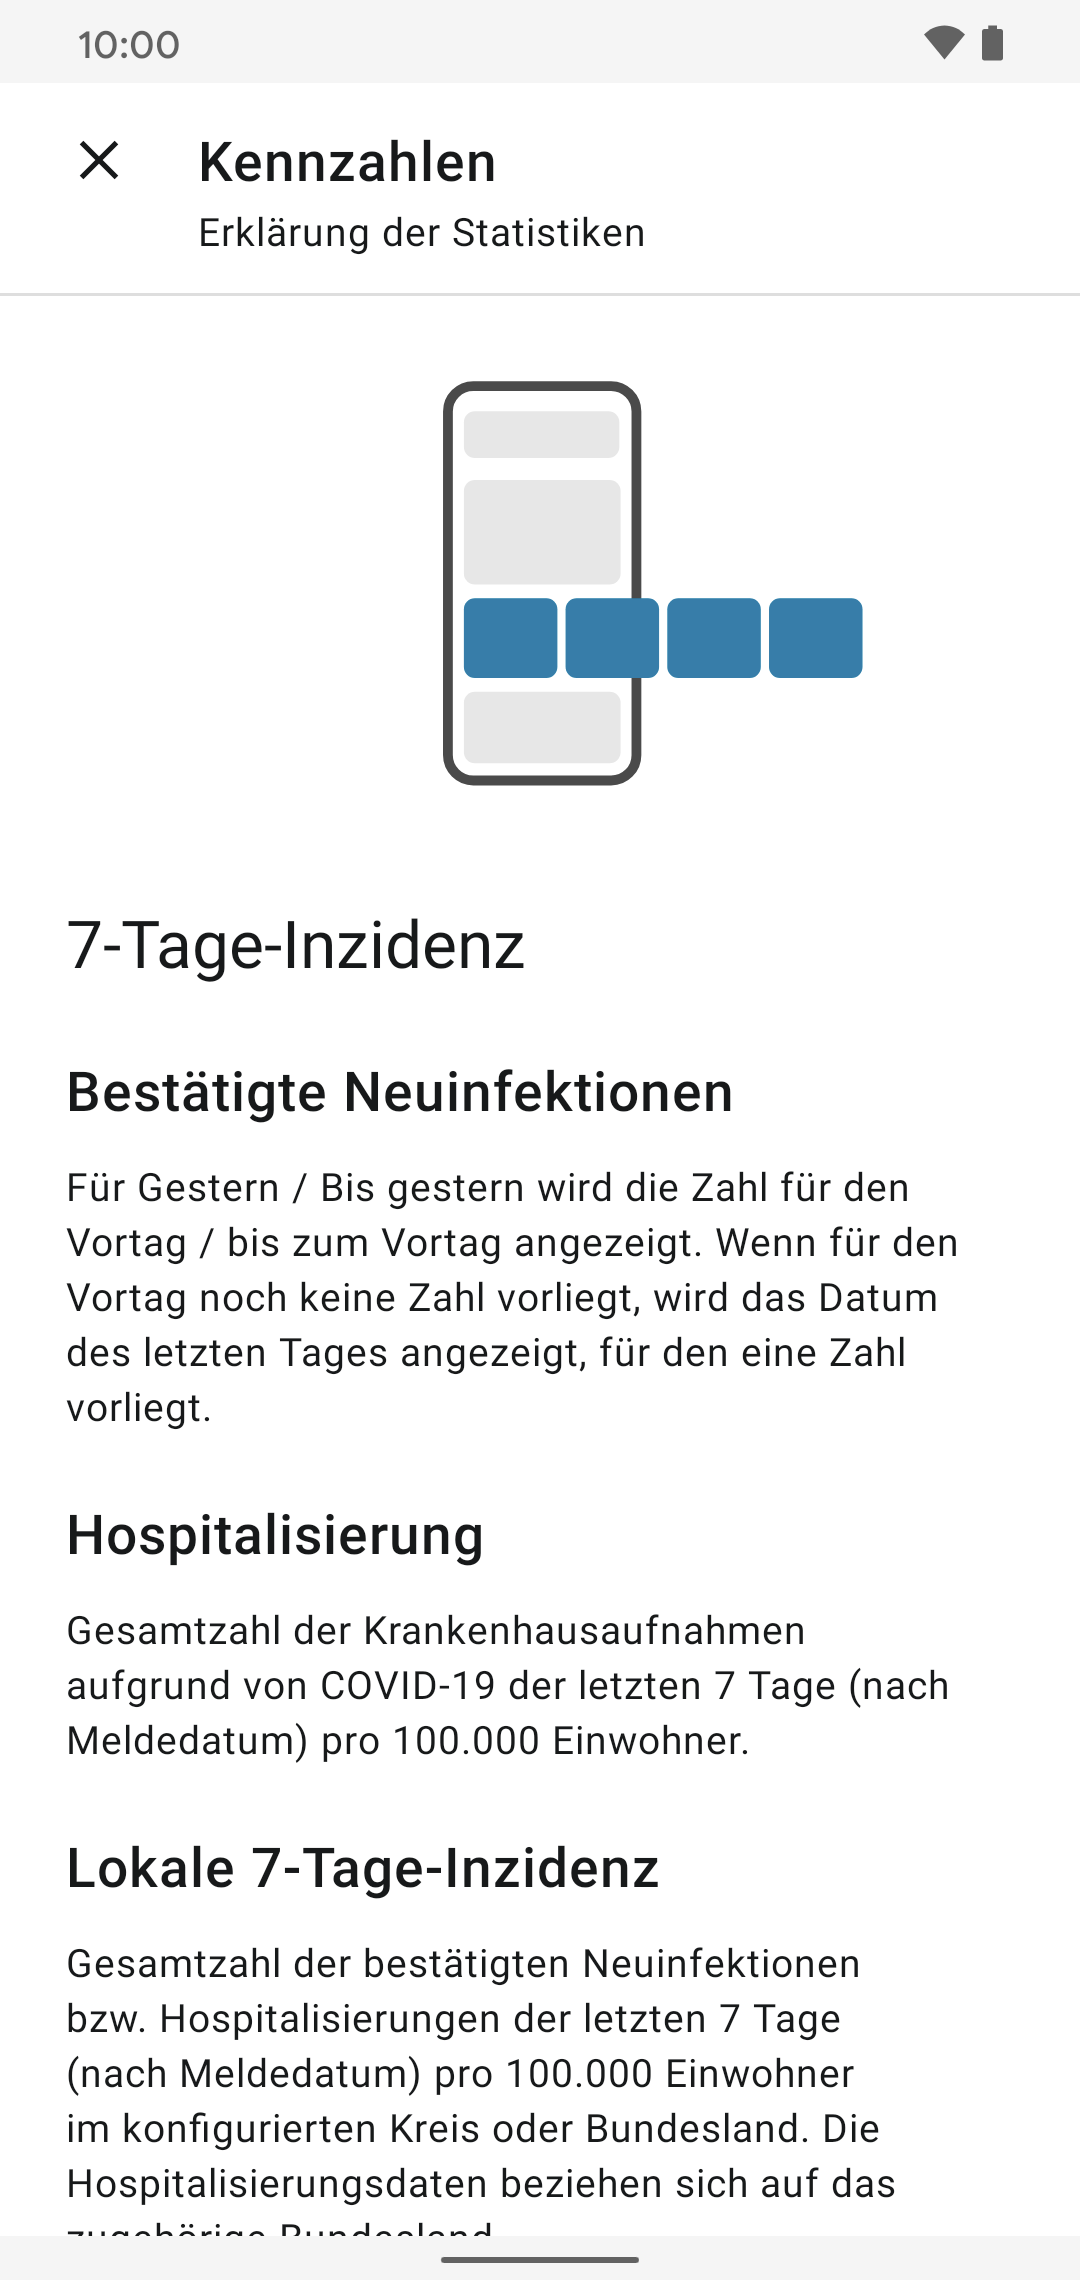 10:00
Kennzahlen
Erklärung der Statistiken
7-Tage-Inzidenz
Bestätigte Neuinfektionen
Für Gestern / Bis gestern wird die Zahl für den
Vortag / bis zum Vortag angezeigt. Wenn für den
Vortag noch keine Zahl vorliegt, wird das Datum
des letzten Tages angezeigt, für den eine Zahl
vorliegt.
Hospitalisierung
Gesamtzahl der Krankenhausaufnahmen
aufgrund von COVID-19 der letzten 7 Tage (nach
Meldedatum) pro 100.000 Einwohner.
Lokale 7-Tage-Inzidenz
Gesamtzahl der bestätigten Neuinfektionen
bzw. Hospitalisierungen der letzten 7 Tage
(nach Meldedatum) pro 100.000 Einwohner
im konfigurierten Kreis oder Bundesland. Die
Hospitalisierungsdaten beziehen sich auf das
zugehörige Bundesland